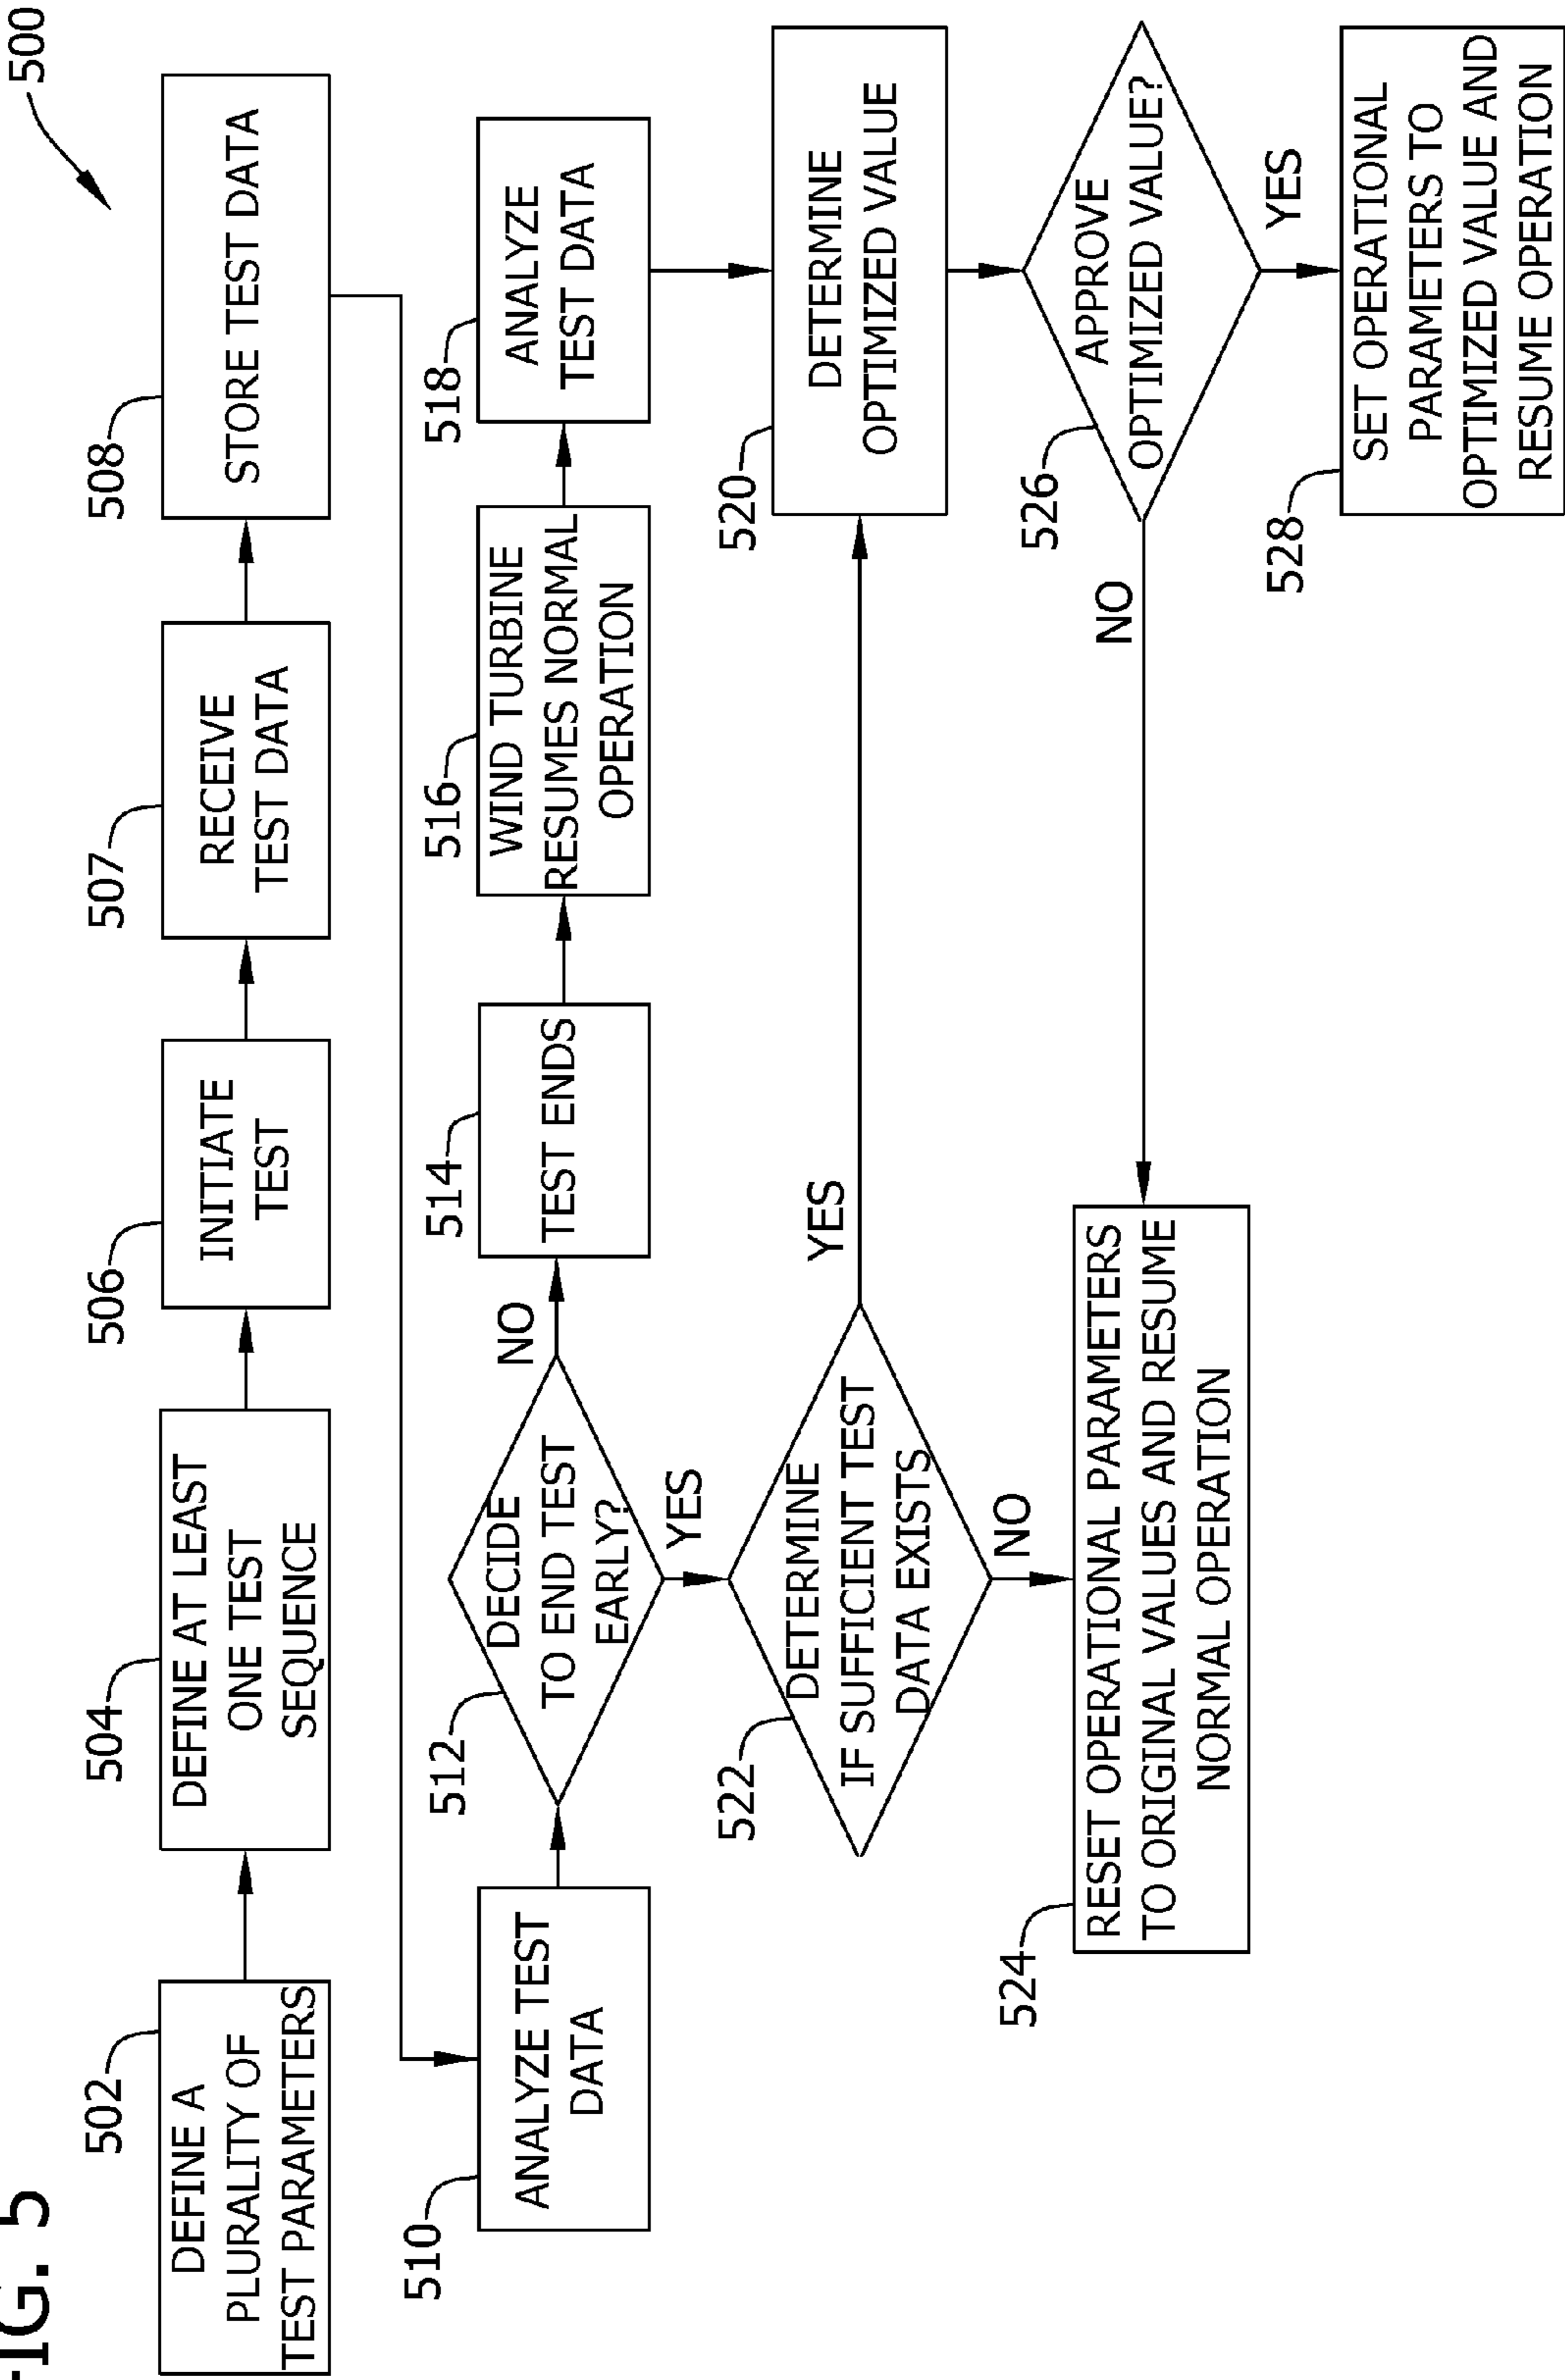 FIG. 5
500
502
DEFINE A
PLURALITY OF
TEST PARAMETERS
504
DEFINE AT LEAST
ONE TEST
SEQUENCE
506
INITIATE
TEST
507
RECEIVE
TEST DATA
508
STORE TEST DATA
510
ANALYZE TEST
DATA
512
DECIDE
TO END TEST
EARLY?
NO
YES
514
TEST ENDS
516
WIND TURBINE
RESUMES NORMAL
OPERATION
518
ANALYZE
TEST DATA
522
DETERMINE
IF SUFFICIENT TEST
DATA EXISTS
YES
NO
520
DETERMINE
OPTIMIZED VALUE
524
RESET OPERATIONAL PARAMETERS
TO ORIGINAL VALUES AND RESUME
NORMAL OPERATION
526
APPROVE
OPTIMIZED VALUE?
NO
YES
528
SET OPERATIONAL
PARAMETERS TO
OPTIMIZED VALUE AND
RESUME OPERATION